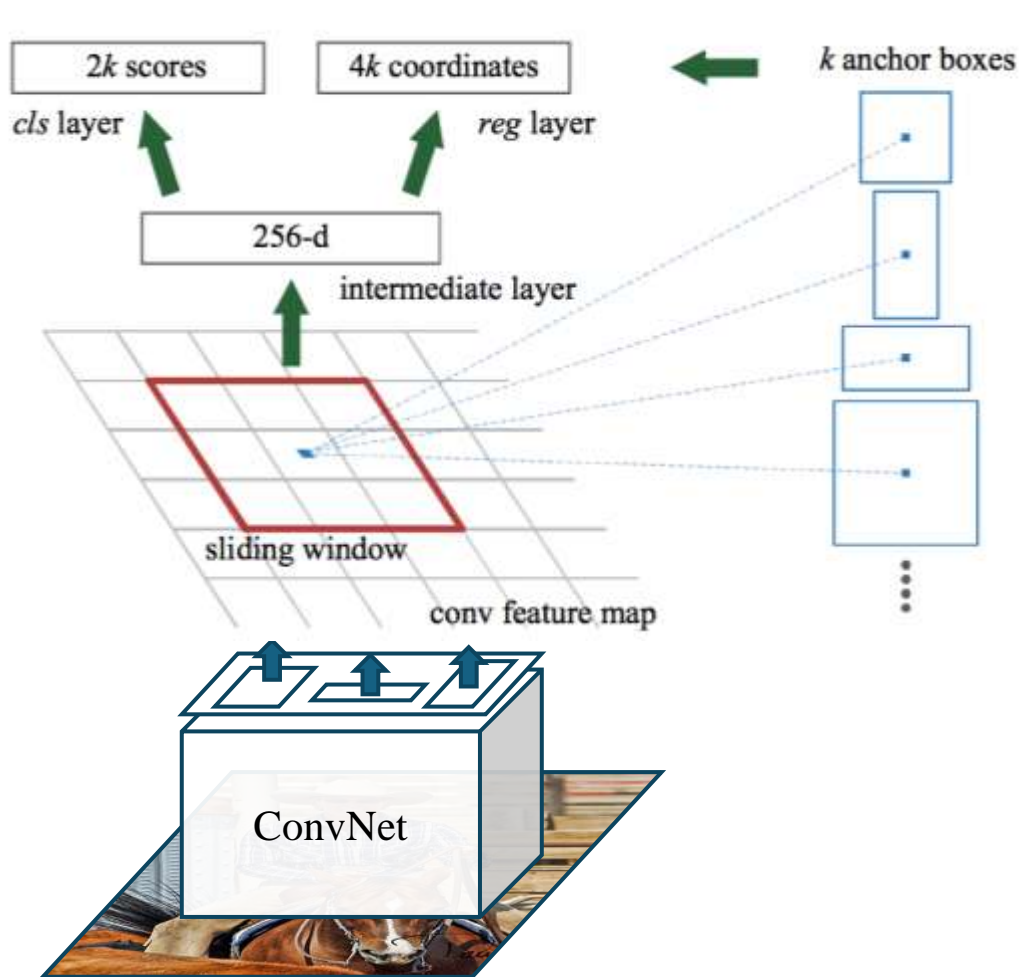 2k scores
4k coordinates
k anchor boxes
cls layer
reg layer
256-d
intermediate layer
sliding window
conv feature map
ConvNet